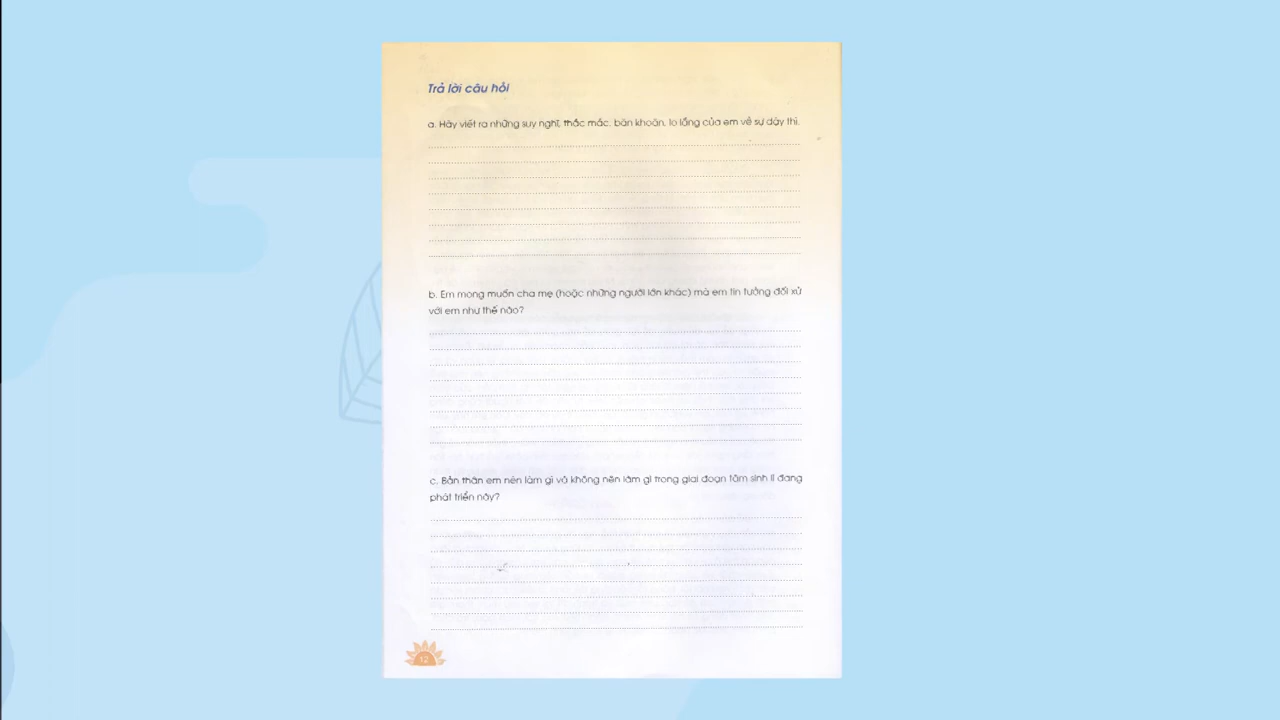 Trả lời câu hỏi
a. Hãy viết ra những suy nghĩ, thắc mắc, băn khoăn, lo lắng của em về sự dậy thì.
b. Em mong muốn cha mẹ (hoặc những người lớn khác) mà em tin tưởng đối xử
với em như thế nào?
c. Bản thân em nên làm gì và không nên làm gì trong giai đoạn tâm sinh lí đang
phát triển này?
12